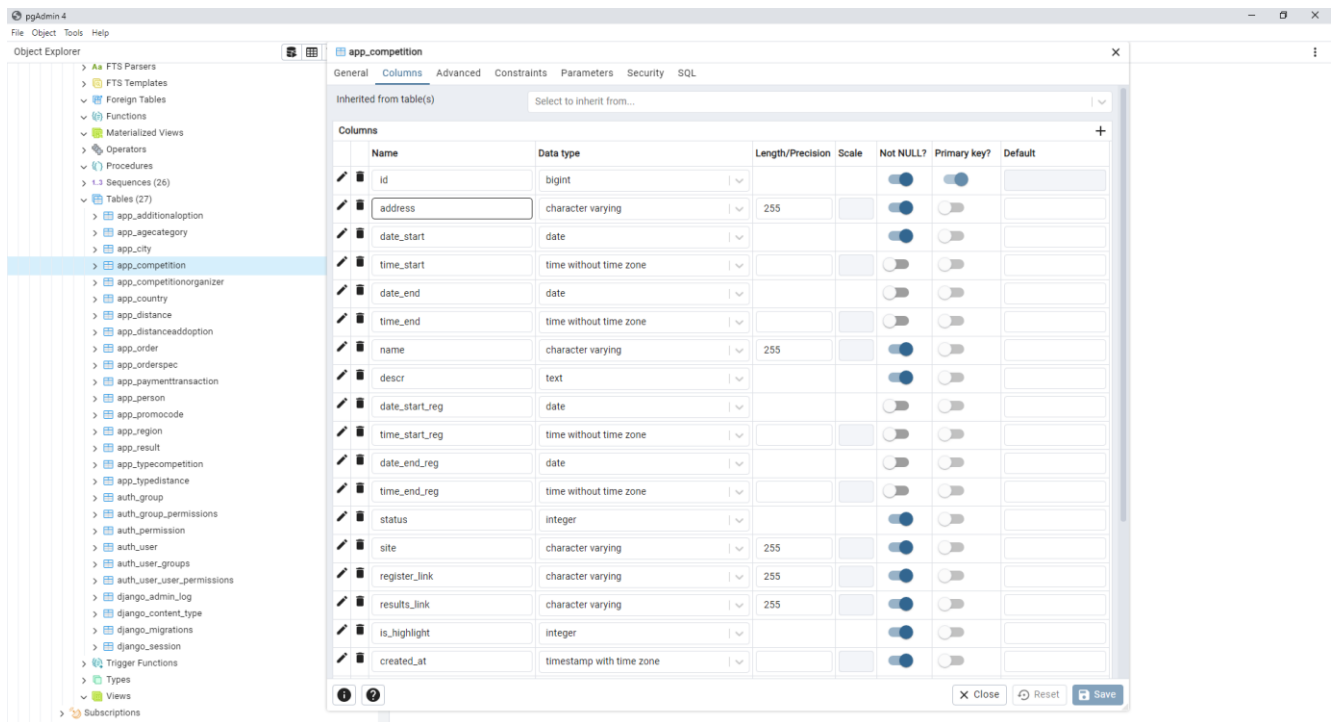 pgAdmin 4
File Object Tools Help
Object Explorer
FTS Parsers
FTS Templates
Foreign Tables
Functions
Materialized Views
Operators
Procedures
1..3 Sequences (26)
Tables (27)
app_additionaloption
app_agecategory
app_city
app_competition
app_competitionorganizer
app_country
app_distance
app_distanceaddoption
app_order
app_orderspec
app_paymenttransaction
app_person
app_promocode
app_region
app_result
app_typecompetition
app_typedistance
auth_group
auth_group_permissions
auth_permission
auth_user
auth_user_groups
auth_user_user_permissions
django_admin_log
django_content_type
django_migrations
django_session
Trigger Functions
Types
Views
Subscriptions
app_competition
General Columns Advanced Constraints Parameters Security SQL
Inherited from table(s) Select to inherit from...
Columns
Name Data type Length/Precision Scale Not NULL? Primary key? Default
id bigint
address character varying 255
date_start date
time_start time without time zone
date_end date
time_end time without time zone
name character varying 255
descr text
date_start_reg date
time_start_reg time without time zone
date_end_reg date
time_end_reg time without time zone
status integer
site character varying 255
register_link character varying 255
results_link character varying 255
is_highlight integer
created_at timestamp with time zone
Close Reset Save